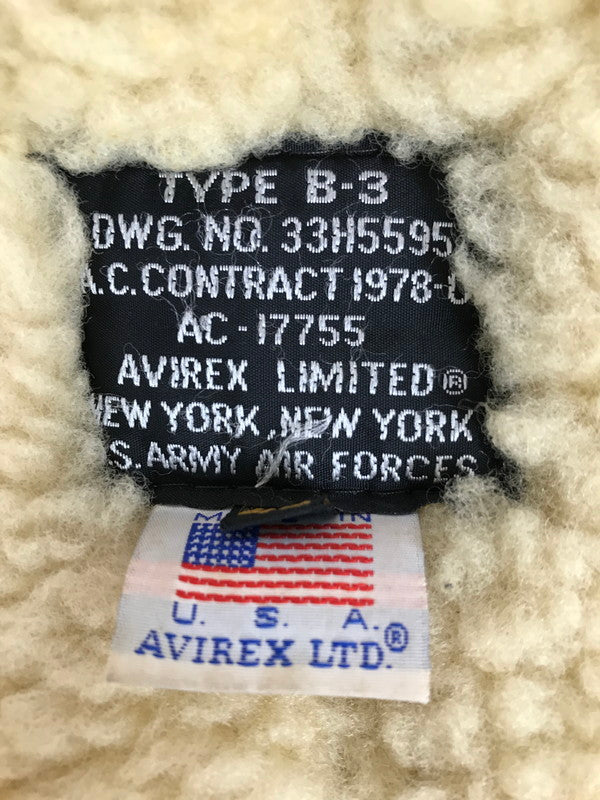 TYPE B-3
DWG. NO. 33H5595
A.C. CONTRACT 1978-
AC-17755
AVIREX LIMITED®
NEW YORK, NEW YORK
S. ARMY AIR FORCES
M IN
U. S. A.
AVIREX LTD.®